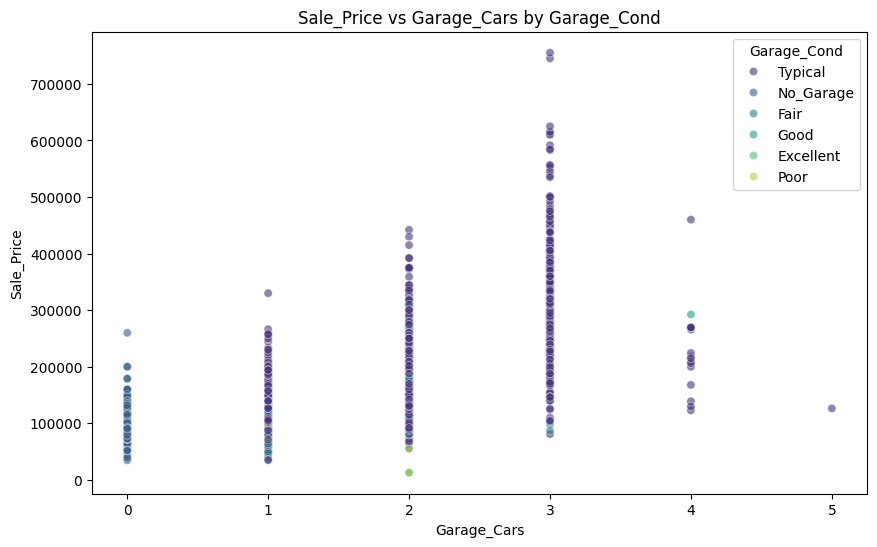 Sale_Price vs Garage_Cars by Garage_Cond
Garage_Cond
Typical
No_Garage
Fair
Good
Excellent
Poor
700000
600000
500000
400000
300000
200000
100000
0
Sale_Price
0 1 2 3 4 5
Garage_Cars